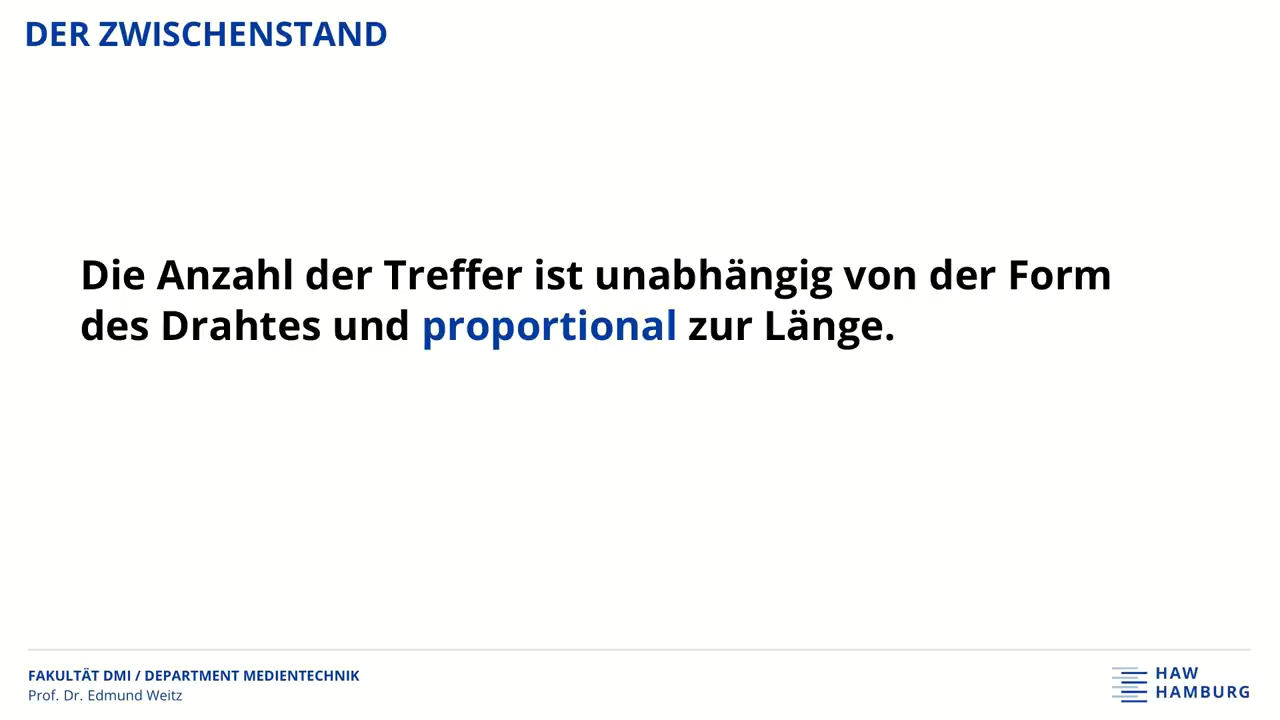 DER ZWISCHENSTAND
Die Anzahl der Treffer ist unabhängig von der Form
des Drahtes und proportional zur Länge.
FAKULTÄT DMI / DEPARTMENT MEDIENTECHNIK
Prof. Dr. Edmund Weitz
HAW
HAMBURG